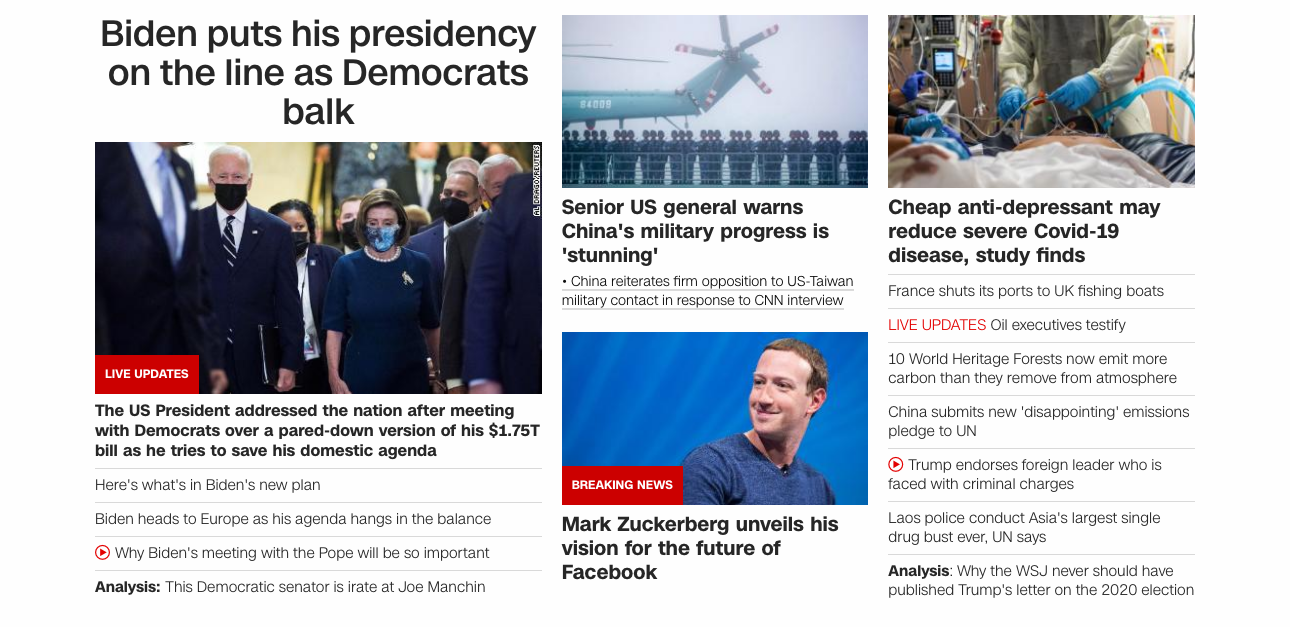 Biden puts his presidency
on the line as Democrats
balk
AL DRAGO/REUTERS
LIVE UPDATES
The US President addressed the nation after meeting
with Democrats over a pared-down version of his $1.75T
bill as he tries to save his domestic agenda
Here's what's in Biden's new plan
Biden heads to Europe as his agenda hangs in the balance
Why Biden's meeting with the Pope will be so important
Analysis: This Democratic senator is irate at Joe Manchin
64009
Senior US general warns
China's military progress is
'stunning'
• China reiterates firm opposition to US-Taiwan
military contact in response to CNN interview
BREAKING NEWS
Mark Zuckerberg unveils his
vision for the future of
Facebook
Cheap anti-depressant may
reduce severe Covid-19
disease, study finds
France shuts its ports to UK fishing boats
LIVE UPDATES Oil executives testify
10 World Heritage Forests now emit more
carbon than they remove from atmosphere
China submits new 'disappointing' emissions
pledge to UN
Trump endorses foreign leader who is
faced with criminal charges
Laos police conduct Asia's largest single
drug bust ever, UN says
Analysis: Why the WSJ never should have
published Trump's letter on the 2020 election